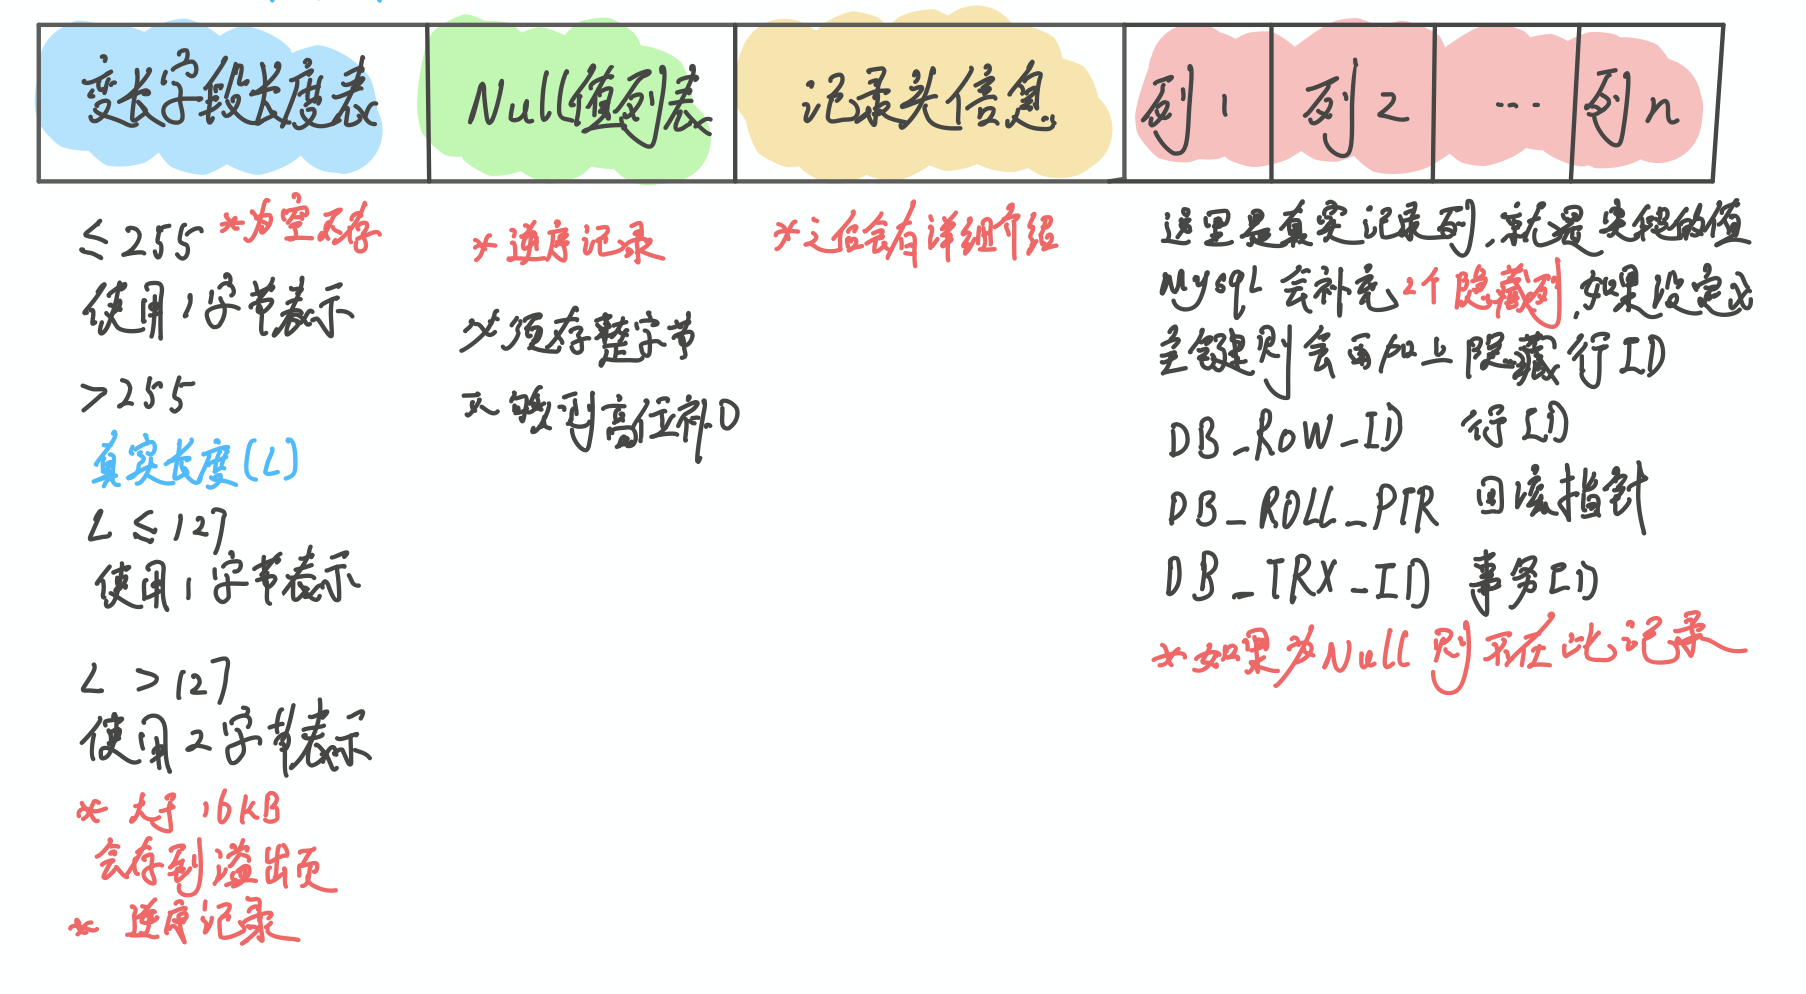 变长字段长度表
Null值列表
记录头信息
列1
列2
...
列n
≤255 *为空不存
使用1字节表示
>255
真实长度(L)
L ≤127
使用1字节表示
L >127
使用2字节表示
* 大于16KB
会存到溢出页
* 逆序记录
* 逆序记录
必须存整字节
不够则高位补0
*之后会有详细介绍
这里是真实记录列,就是实际的值
MySQL会补充2个隐藏列,如果没定义
主键则会再加上隐藏行ID
DB_ROW_ID 行ID
DB_ROLL_PTR 回滚指针
DB_TRX_ID 事务ID
*如果为Null则不在此记录